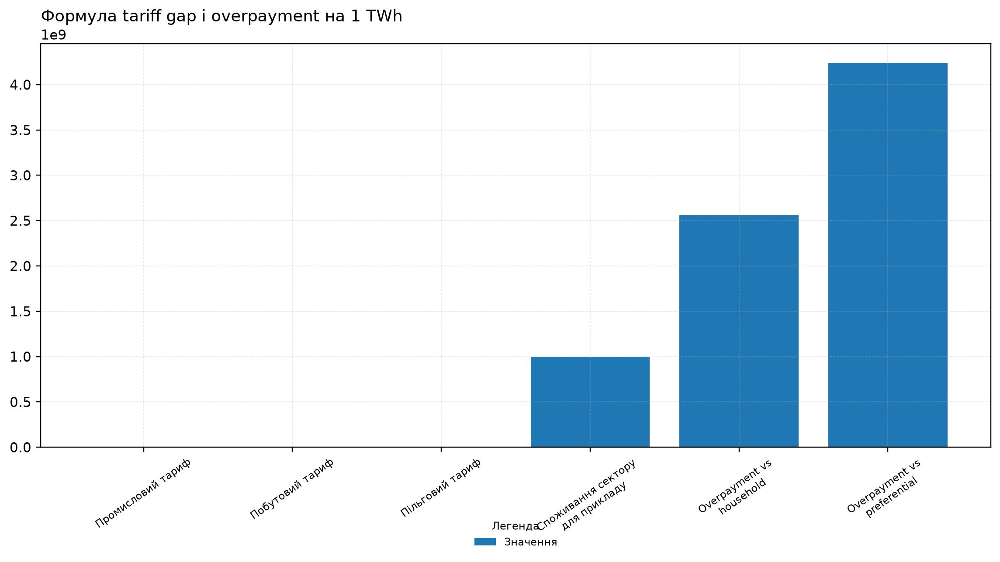 Формула tariff gap і overpayment на 1 TWh
1e9
4.0
3.5
3.0
2.5
2.0
1.5
1.0
0.5
0.0
Промисловий тариф
Побутовий тариф
Пільговий тариф
Споживання сектору
для прикладу
Overpayment vs
household
Overpayment vs
preferential
Легенда
Значення